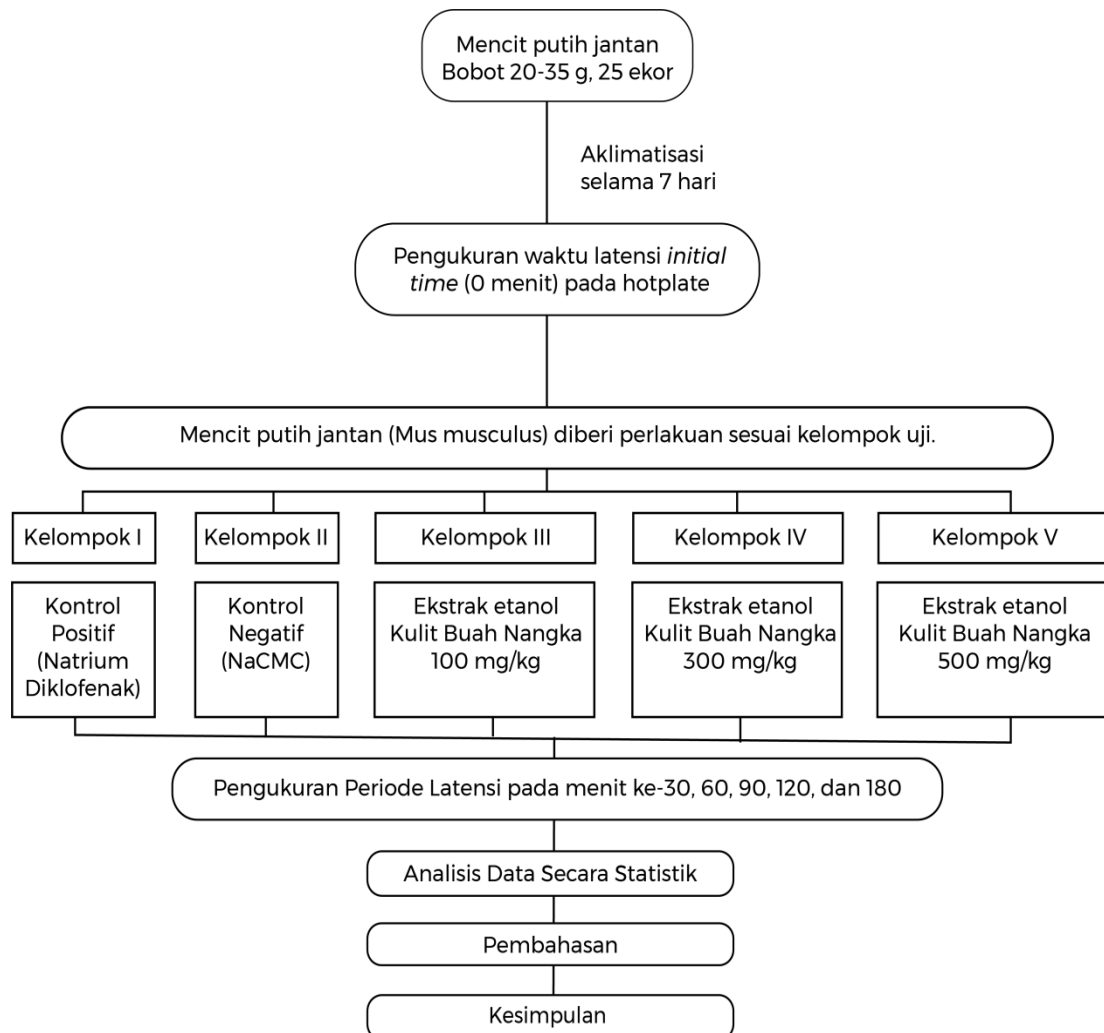 Mencit putih jantan
Bobot 20-35 g, 25 ekor
Aklimatisasi
selama 7 hari
Pengukuran waktu latensi initial
time (0 menit) pada hotplate
Mencit putih jantan (Mus musculus) diberi perlakuan sesuai kelompok uji.
Kelompok I
Kelompok II
Kelompok III
Kelompok IV
Kelompok V
Kontrol
Positif
(Natrium
Diklofenak)
Kontrol
Negatif
(NaCMC)
Ekstrak etanol
Kulit Buah Nangka
100 mg/kg
Ekstrak etanol
Kulit Buah Nangka
300 mg/kg
Ekstrak etanol
Kulit Buah Nangka
500 mg/kg
Pengukuran Periode Latensi pada menit ke-30, 60, 90, 120, dan 180
Analisis Data Secara Statistik
Pembahasan
Kesimpulan